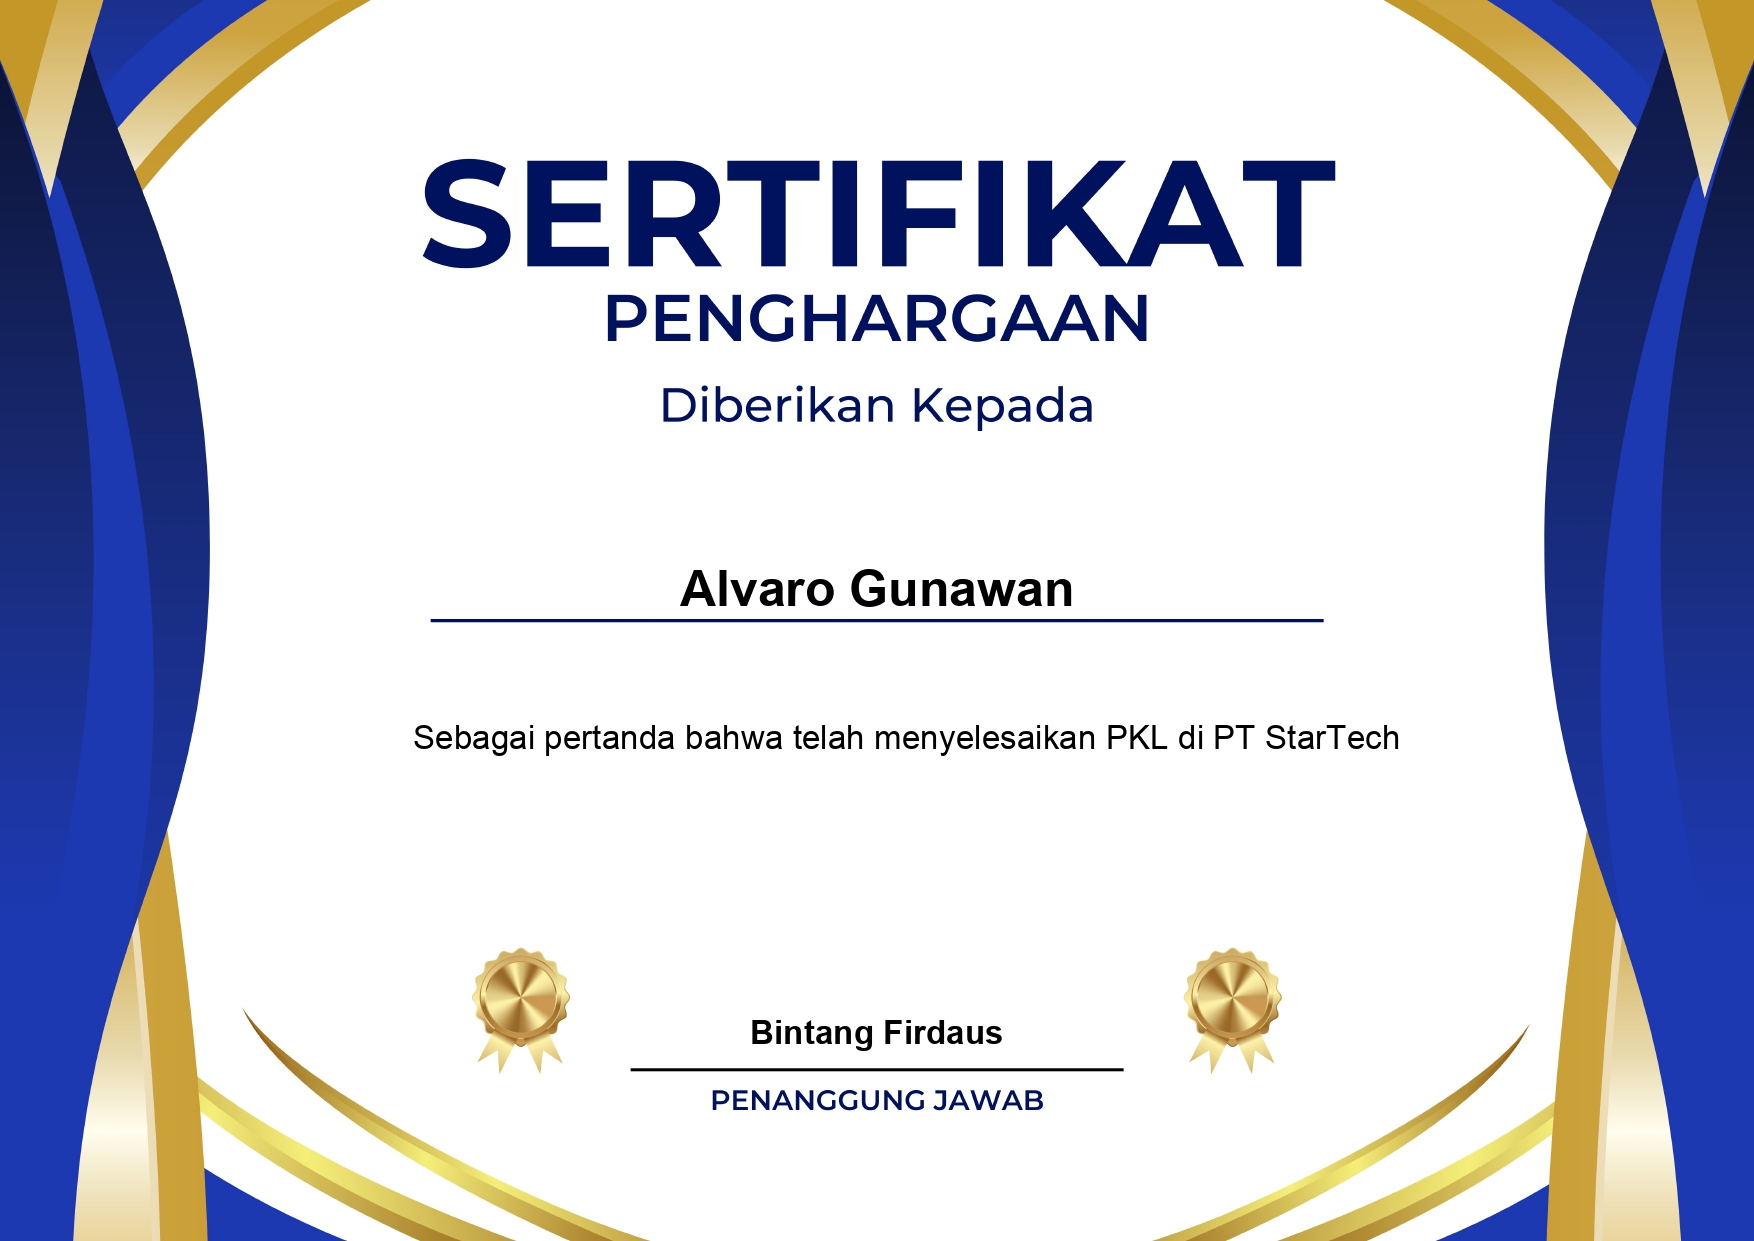 SERTIFIKAT
PENGHARGAAN
Diberikan Kepada
Alvaro Gunawan
Sebagai pertanda bahwa telah menyelesaikan PKL di PT StarTech
Bintang Firdaus
PENANGGUNG JAWAB